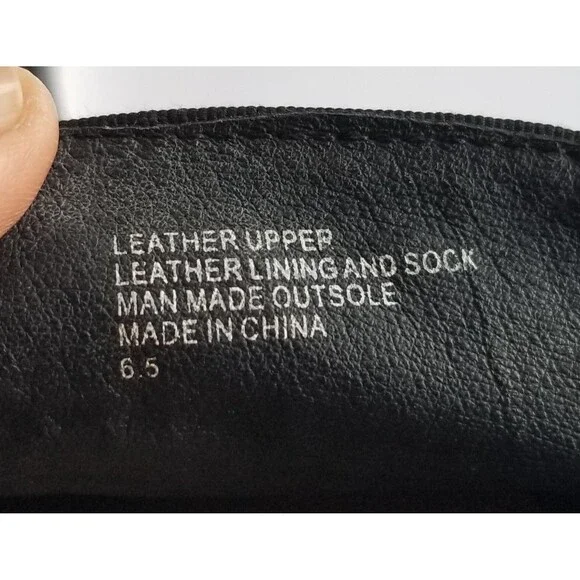 LEATHER UPPER
LEATHER LINING AND SOCK
MAN MADE OUTSOLE
MADE IN CHINA
6.5